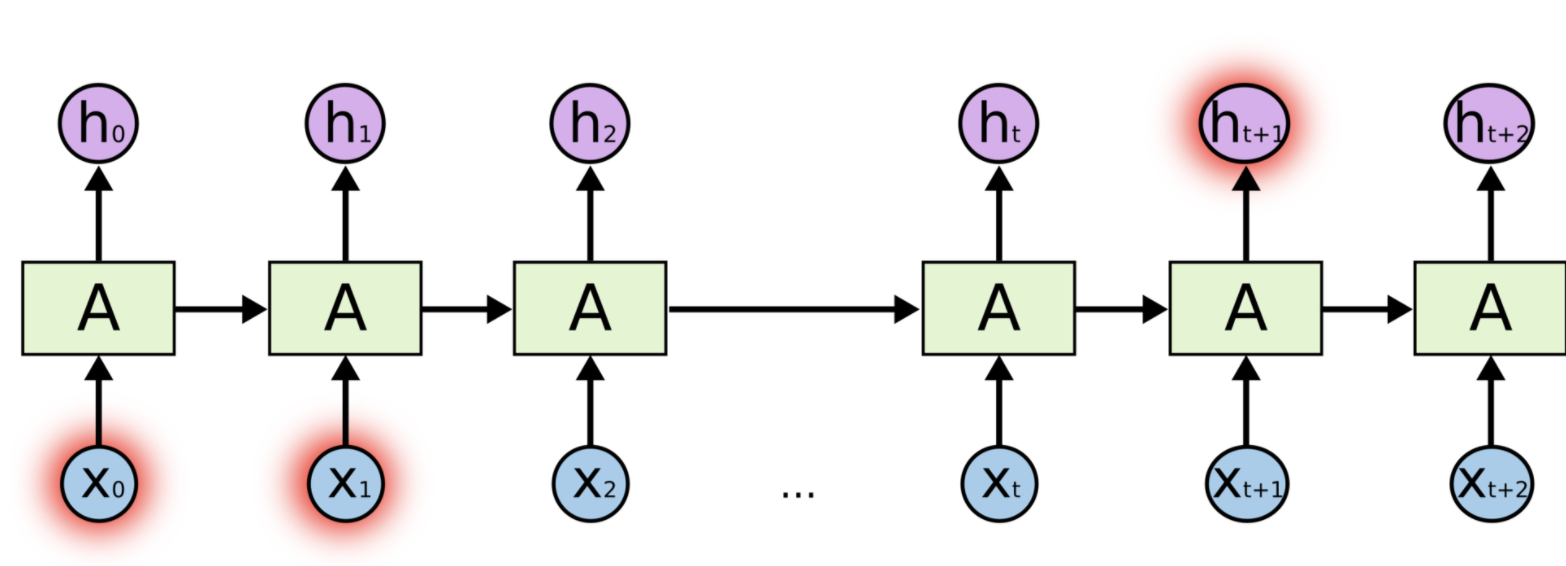 h0 h1 h2 ht ht+1 ht+2
A A A A A A
x0 x1 x2 ... xt xt+1 xt+2